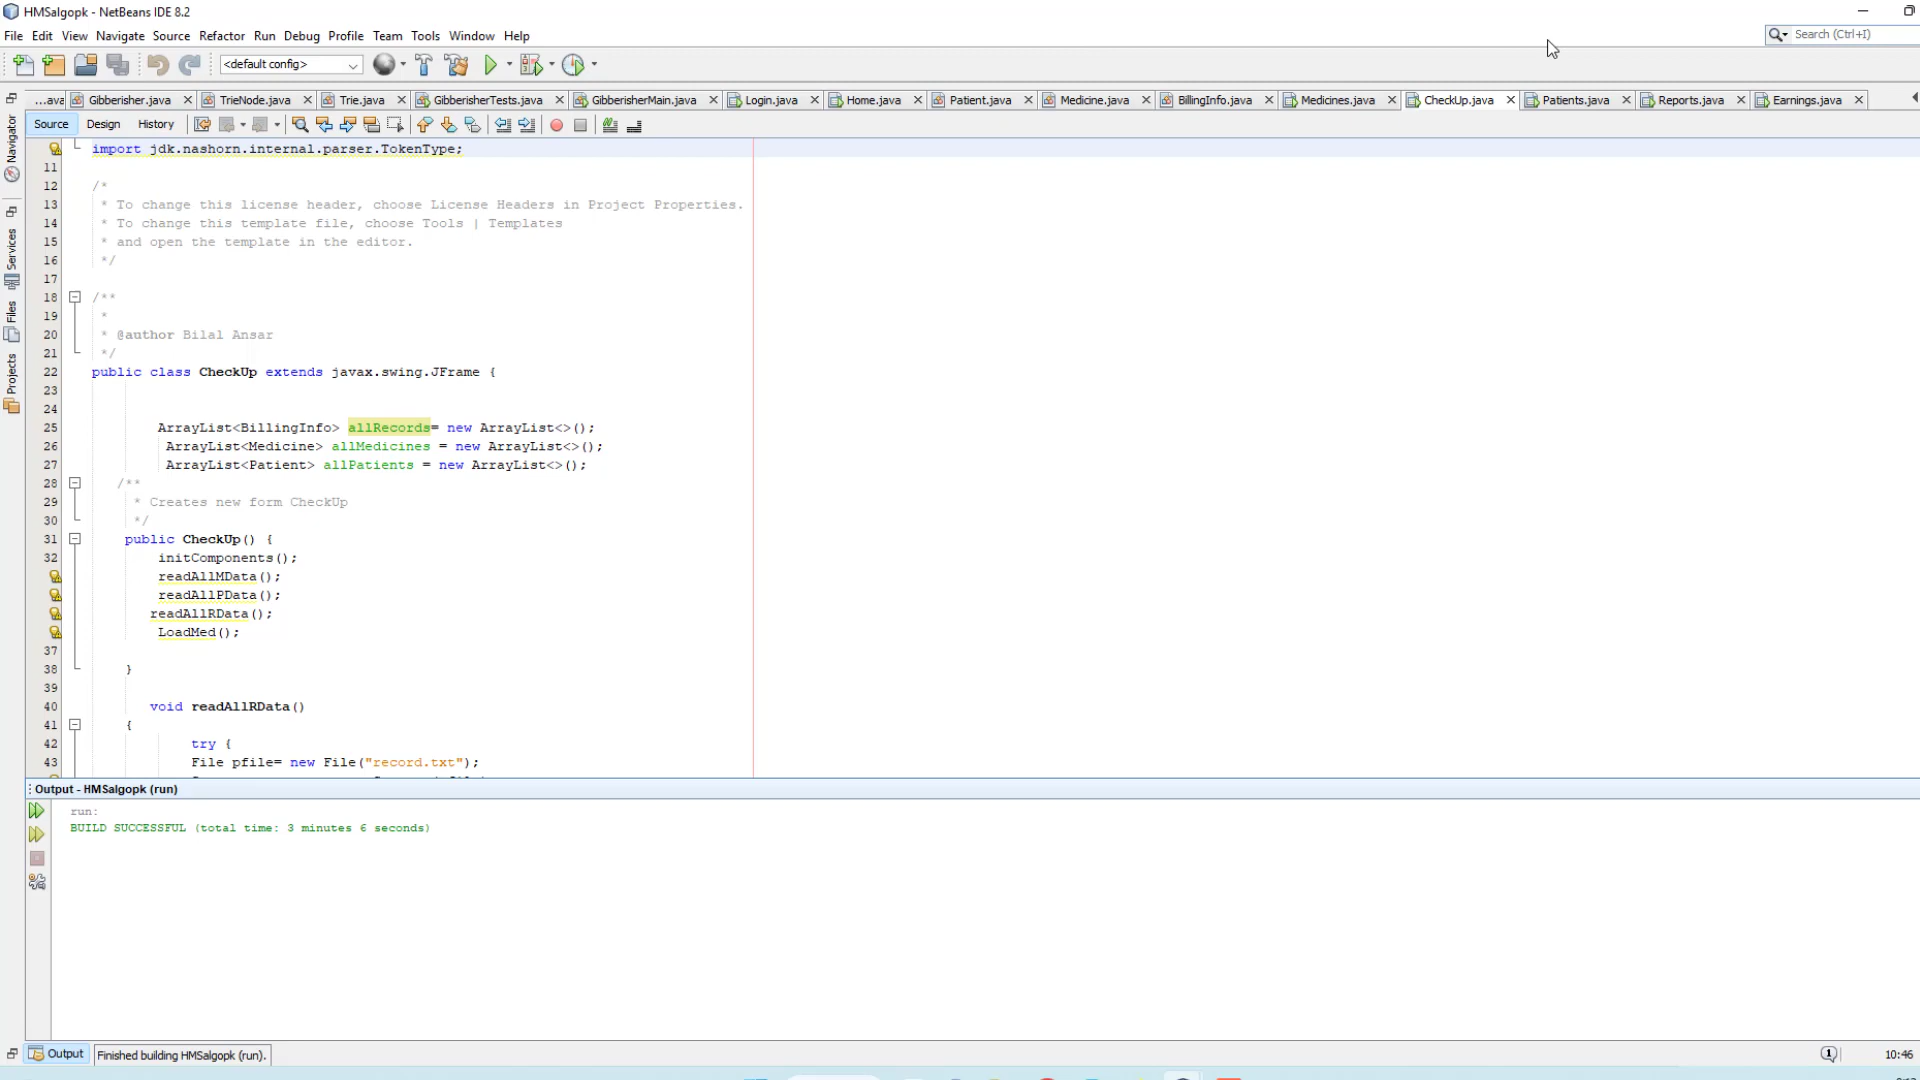 HMSalgopk - NetBeans IDE 8.2
File Edit View Navigate Source Refactor Run Debug Profile Team Tools Window Help
Search (Ctrl+I)
<default config>
...ava Gibberisher.java TrieNode.java Trie.java GibberisherTests.java GibberisherMain.java Login.java Home.java Patient.java Medicine.java BillingInfo.java Medicines.java CheckUp.java Patients.java Reports.java Earnings.java
Source Design History
Navigator
Services
Files
Projects
import jdk.nashorn.internal.parser.TokenType;
11
12 /*
13 * To change this license header, choose License Headers in Project Properties.
14 * To change this template file, choose Tools | Templates
15 * and open the template in the editor.
16 */
17
18 /**
19 *
20 * @author Bilal Ansar
21 */
22 public class CheckUp extends javax.swing.JFrame {
23
24
25 ArrayList<BillingInfo> allRecords= new ArrayList<>();
26 ArrayList<Medicine> allMedicines = new ArrayList<>();
27 ArrayList<Patient> allPatients = new ArrayList<>();
28 /**
29 * Creates new form CheckUp
30 */
31 public CheckUp() {
32 initComponents();
readAllMData();
readAllPData();
readAllRData();
LoadMed();
37
38 }
39
40 void readAllRData()
41 {
42 try {
43 File pfile= new File("record.txt");
Output - HMSalgopk (run)
run:
BUILD SUCCESSFUL (total time: 3 minutes 6 seconds)
Output Finished building HMSalgopk (run). 1 10:46